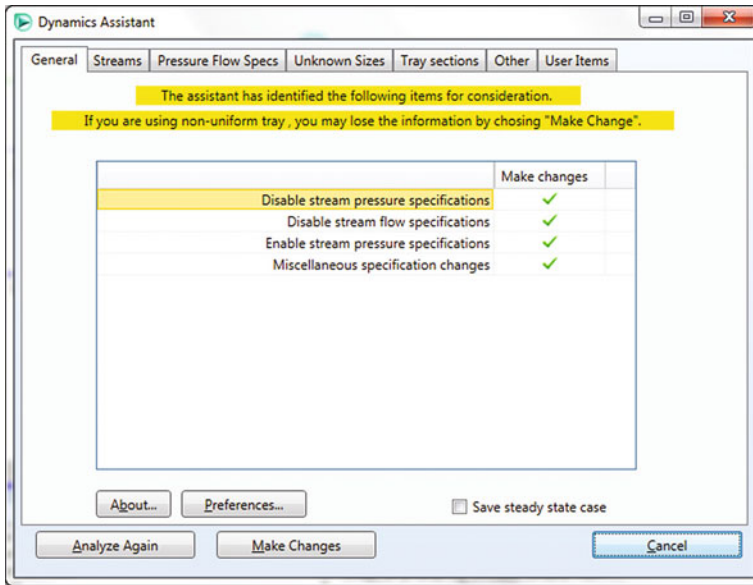 Dynamics Assistant
General Streams Pressure Flow Specs Unknown Sizes Tray sections Other User Items
The assistant has identified the following items for consideration.
If you are using non-uniform tray , you may lose the information by chosing "Make Change".
Make changes
Disable stream pressure specifications
Disable stream flow specifications
Enable stream pressure specifications
Miscellaneous specification changes
About... Preferences... Save steady state case
Analyze Again Make Changes Cancel